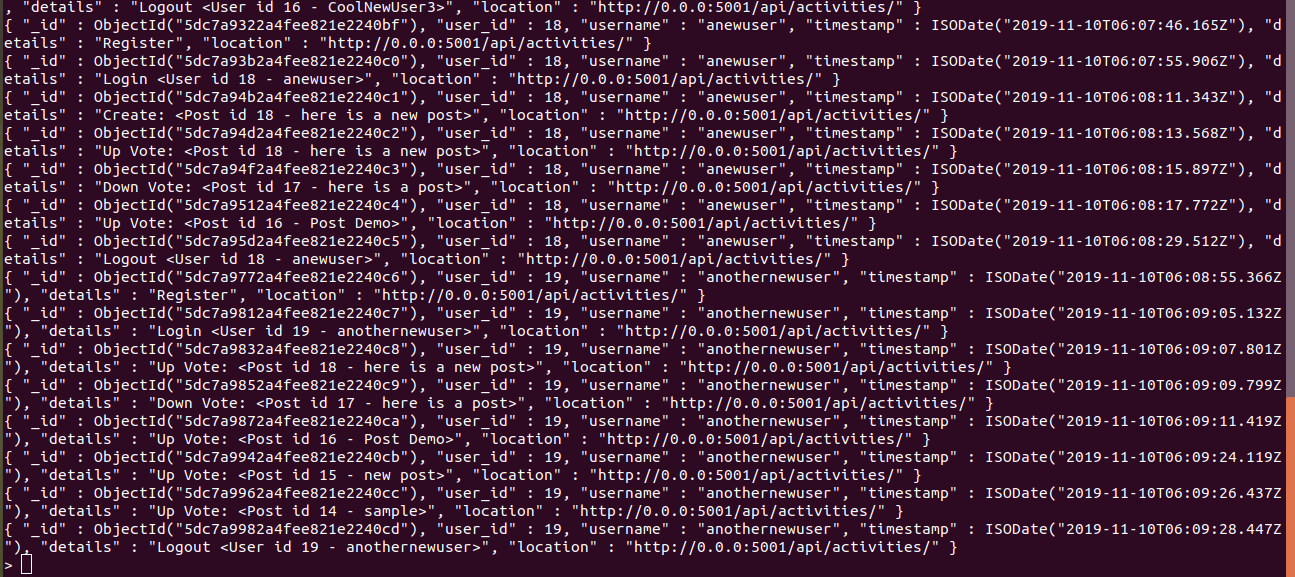 , "details" : "Logout <User id 16 - CoolNewUser3>", "location" : "http://0.0.0:5001/api/activities/" }
{ "_id" : ObjectId("5dc7a9322a4fee821e2240bf"), "user_id" : 18, "username" : "anewuser", "timestamp" : ISODate("2019-11-10T06:07:46.165Z"), "d
etails" : "Register", "location" : "http://0.0.0:5001/api/activities/" }
{ "_id" : ObjectId("5dc7a93b2a4fee821e2240c0"), "user_id" : 18, "username" : "anewuser", "timestamp" : ISODate("2019-11-10T06:07:55.906Z"), "d
etails" : "Login <User id 18 - anewuser>", "location" : "http://0.0.0:5001/api/activities/" }
{ "_id" : ObjectId("5dc7a94b2a4fee821e2240c1"), "user_id" : 18, "username" : "anewuser", "timestamp" : ISODate("2019-11-10T06:08:11.343Z"), "d
etails" : "Create: <Post id 18 - here is a new post>", "location" : "http://0.0.0:5001/api/activities/" }
{ "_id" : ObjectId("5dc7a94d2a4fee821e2240c2"), "user_id" : 18, "username" : "anewuser", "timestamp" : ISODate("2019-11-10T06:08:13.568Z"), "d
etails" : "Up Vote: <Post id 18 - here is a new post>", "location" : "http://0.0.0:5001/api/activities/" }
{ "_id" : ObjectId("5dc7a94f2a4fee821e2240c3"), "user_id" : 18, "username" : "anewuser", "timestamp" : ISODate("2019-11-10T06:08:15.897Z"), "d
etails" : "Down Vote: <Post id 17 - here is a post>", "location" : "http://0.0.0:5001/api/activities/" }
{ "_id" : ObjectId("5dc7a9512a4fee821e2240c4"), "user_id" : 18, "username" : "anewuser", "timestamp" : ISODate("2019-11-10T06:08:17.772Z"), "d
etails" : "Up Vote: <Post id 16 - Post Demo>", "location" : "http://0.0.0:5001/api/activities/" }
{ "_id" : ObjectId("5dc7a95d2a4fee821e2240c5"), "user_id" : 18, "username" : "anewuser", "timestamp" : ISODate("2019-11-10T06:08:29.512Z"), "d
etails" : "Logout <User id 18 - anewuser>", "location" : "http://0.0.0:5001/api/activities/" }
{ "_id" : ObjectId("5dc7a9772a4fee821e2240c6"), "user_id" : 19, "username" : "anothernewuser", "timestamp" : ISODate("2019-11-10T06:08:55.366Z
"), "details" : "Register", "location" : "http://0.0.0:5001/api/activities/" }
{ "_id" : ObjectId("5dc7a9812a4fee821e2240c7"), "user_id" : 19, "username" : "anothernewuser", "timestamp" : ISODate("2019-11-10T06:09:05.132Z
"), "details" : "Login <User id 19 - anothernewuser>", "location" : "http://0.0.0:5001/api/activities/" }
{ "_id" : ObjectId("5dc7a9832a4fee821e2240c8"), "user_id" : 19, "username" : "anothernewuser", "timestamp" : ISODate("2019-11-10T06:09:07.801Z
"), "details" : "Up Vote: <Post id 18 - here is a new post>", "location" : "http://0.0.0:5001/api/activities/" }
{ "_id" : ObjectId("5dc7a9852a4fee821e2240c9"), "user_id" : 19, "username" : "anothernewuser", "timestamp" : ISODate("2019-11-10T06:09:09.799Z
"), "details" : "Down Vote: <Post id 17 - here is a post>", "location" : "http://0.0.0:5001/api/activities/" }
{ "_id" : ObjectId("5dc7a9872a4fee821e2240ca"), "user_id" : 19, "username" : "anothernewuser", "timestamp" : ISODate("2019-11-10T06:09:11.419Z
"), "details" : "Up Vote: <Post id 16 - Post Demo>", "location" : "http://0.0.0:5001/api/activities/" }
{ "_id" : ObjectId("5dc7a9942a4fee821e2240cb"), "user_id" : 19, "username" : "anothernewuser", "timestamp" : ISODate("2019-11-10T06:09:24.119Z
"), "details" : "Up Vote: <Post id 15 - new post>", "location" : "http://0.0.0:5001/api/activities/" }
{ "_id" : ObjectId("5dc7a9962a4fee821e2240cc"), "user_id" : 19, "username" : "anothernewuser", "timestamp" : ISODate("2019-11-10T06:09:26.437Z
"), "details" : "Up Vote: <Post id 14 - sample>", "location" : "http://0.0.0:5001/api/activities/" }
{ "_id" : ObjectId("5dc7a9982a4fee821e2240cd"), "user_id" : 19, "username" : "anothernewuser", "timestamp" : ISODate("2019-11-10T06:09:28.447Z
"), "details" : "Logout <User id 19 - anothernewuser>", "location" : "http://0.0.0:5001/api/activities/" }
>